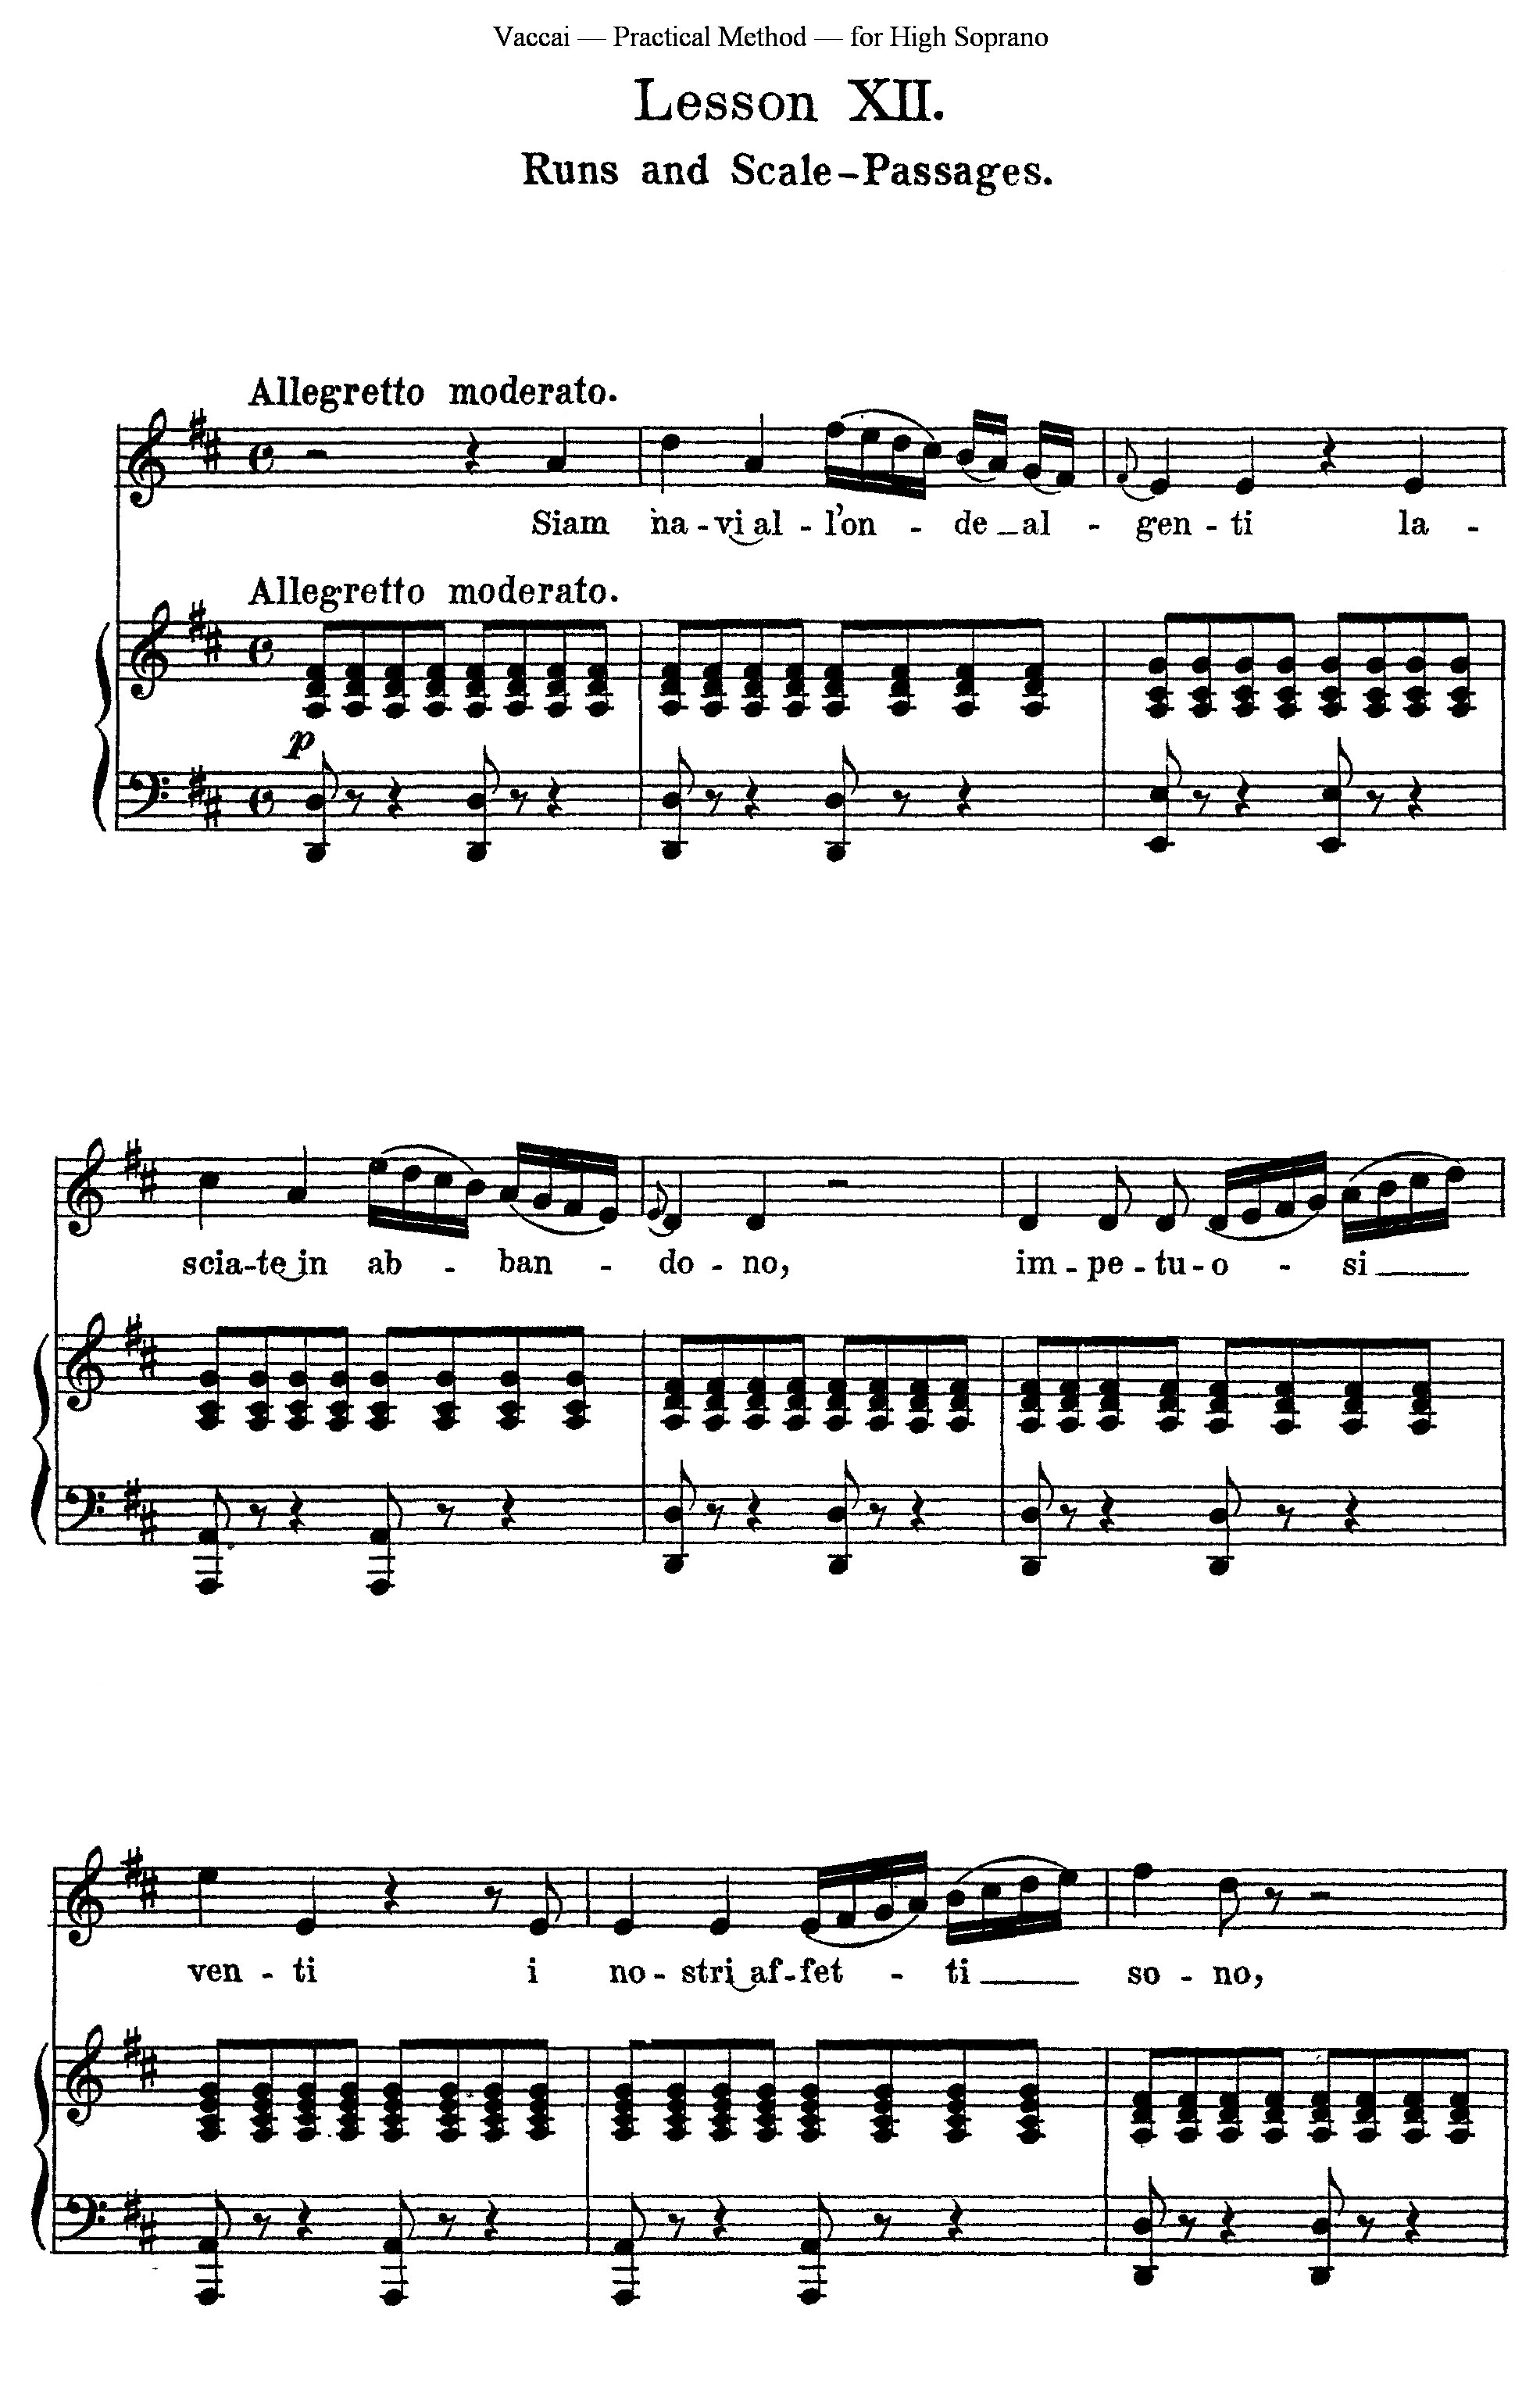 Vaccai — Practical Method — for High Soprano
Lesson XII.
Runs and Scale-Passages.
Allegretto moderato.
Siam na - vi al - l'on - de al - gen - ti la -
Allegretto moderato.
p
scia-te in ab - ban - do - no, im - pe - tu - o - si
ven - ti i no - stri af - fet - ti so - no,